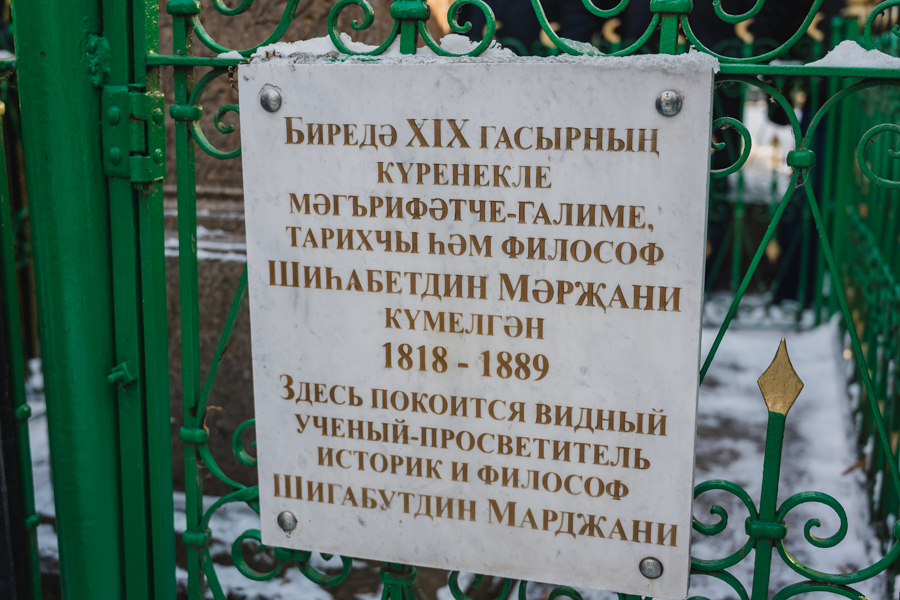 Биредә XIX гасырның
күренекле
мәгърифәтче-галиме,
тарихчы һәм философ
Шиһабетдин Мәрҗани
күмелгән
1818 - 1889
Здесь покоится видный
ученый-просветитель
историк и философ
Шигабутдин Марджани